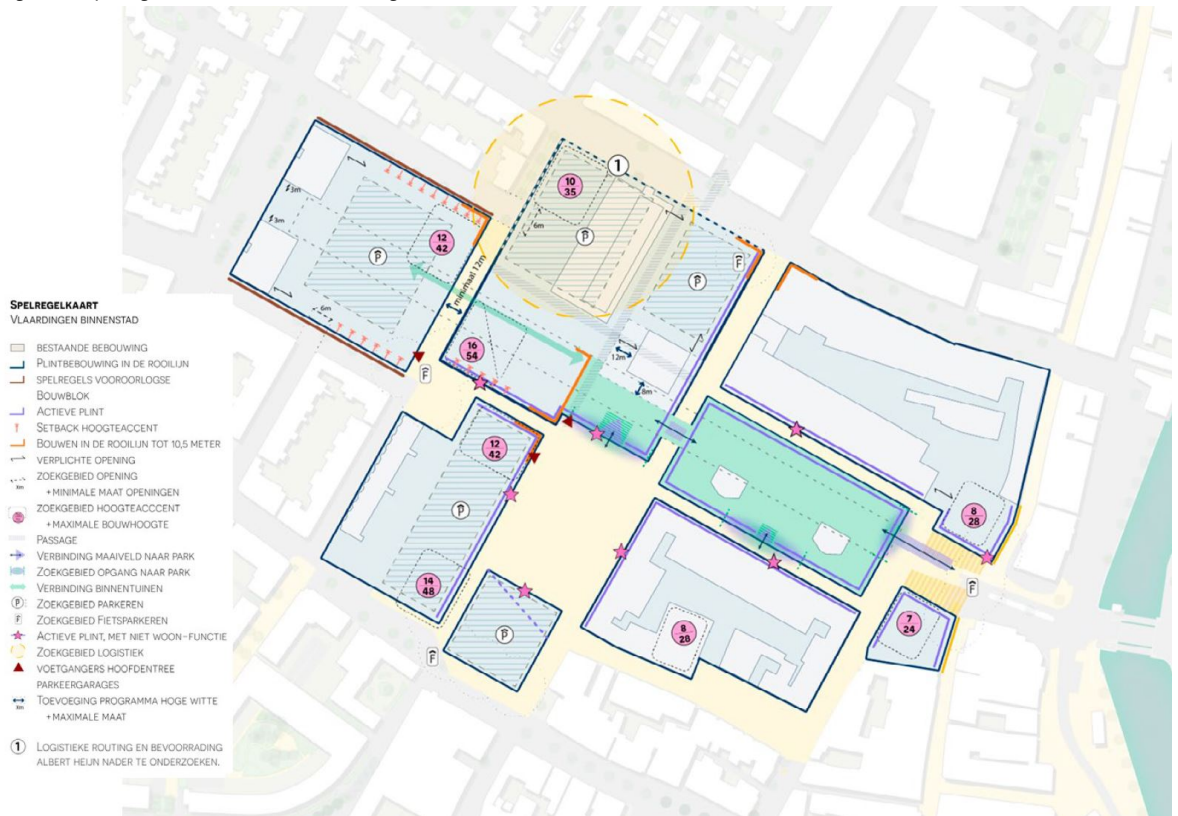 SPELREGELKAART
VLAARDINGEN BINNENSTAD
BESTAANDE BEBOUWING
PLINTBEBOUWING IN DE ROOILIJN
SPELREGELS VOOROORLOGSE
BOUWBLOK
ACTIEVE PLINT
SETBACK HOOGTEACCENT
BOUWEN IN DE ROOILIJN TOT 10,5 METER
VERPLICHTE OPENING
ZOEKGEBIED OPENING
Xm
+MINIMALE MAAT OPENINGEN
ZOEKGEBIED HOOGTEACCCENT
+MAXIMALE BOUWHOOGTE
PASSAGE
VERBINDING MAAIVELD NAAR PARK
ZOEKGEBIED OPGANG NAAR PARK
VERBINDING BINNENTUINEN
P ZOEKGEBIED PARKEREN
F ZOEKGEBIED FIETSPARKEREN
ACTIEVE PLINT, MET NIET WOON-FUNCTIE
ZOEKGEBIED LOGISTIEK
VOETGANGERS HOOFDENTREE
PARKEERGARAGES
TOEVOEGING PROGRAMMA HOGE WITTE
Xm
+MAXIMALE MAAT
1 LOGISTIEKE ROUTING EN BEVOORRADING
ALBERT HEIJN NADER TE ONDERZOEKEN.
1
10
35
3m
3m
6m
12
42
P
P
F
minimaal 12m
P
6m
16
54
12m
8m
F
12
42
P
14
48
P
F
8
28
8
28
F
7
24